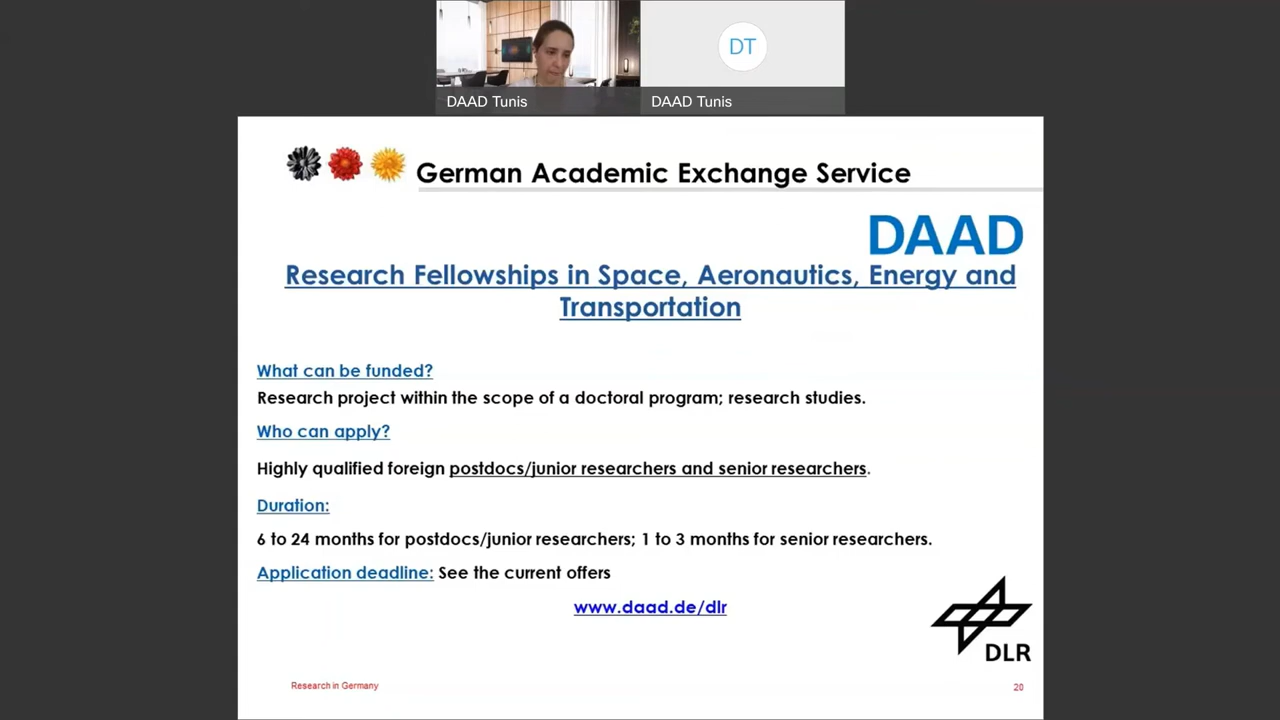 DAAD Tunis
DT
DAAD Tunis
German Academic Exchange Service
DAAD
Research Fellowships in Space, Aeronautics, Energy and
Transportation
What can be funded?
Research project within the scope of a doctoral program; research studies.
Who can apply?
Highly qualified foreign postdocs/junior researchers and senior researchers.
Duration:
6 to 24 months for postdocs/junior researchers; 1 to 3 months for senior researchers.
Application deadline: See the current offers
www.daad.de/dlr
DLR
Research in Germany
20